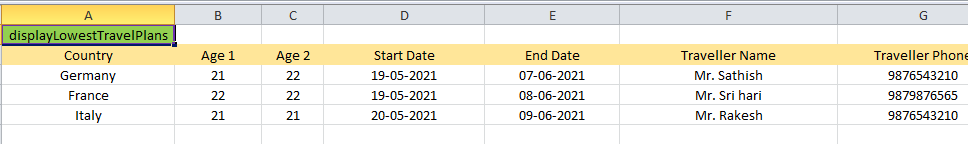 A B C D E F G
displayLowestTravelPlans
Country Age 1 Age 2 Start Date End Date Traveller Name Traveller Phone
Germany 21 22 19-05-2021 07-06-2021 Mr. Sathish 9876543210
France 22 22 19-05-2021 08-06-2021 Mr. Sri hari 9879876565
Italy 21 21 20-05-2021 09-06-2021 Mr. Rakesh 9876543210